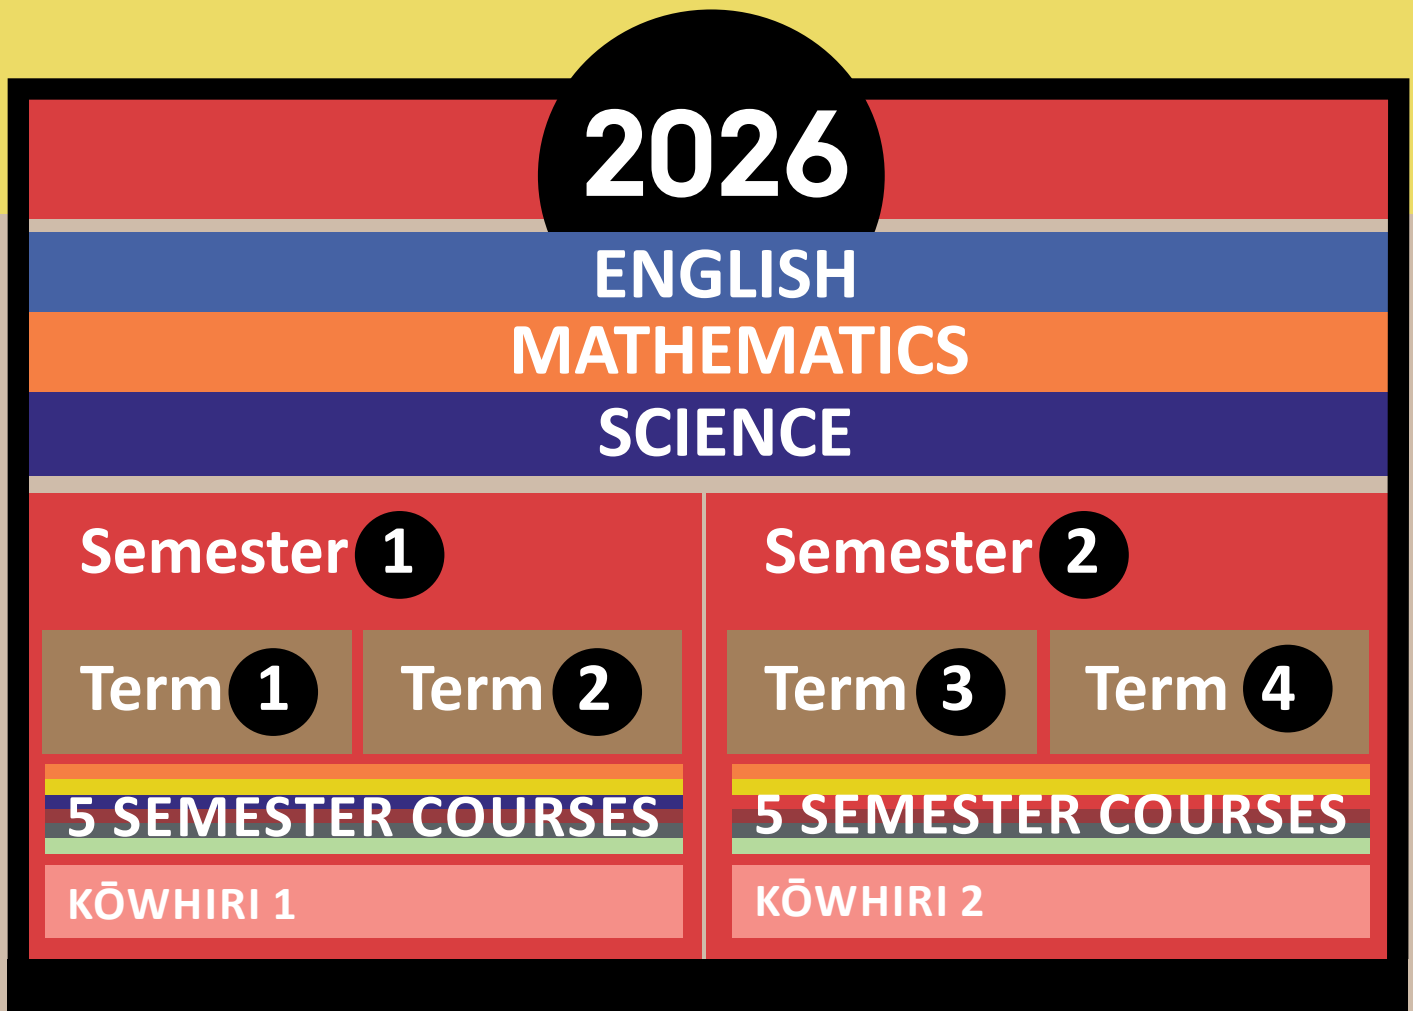 2026
ENGLISH
MATHEMATICS
SCIENCE
Semester 1
Term 1
Term 2
5 SEMESTER COURSES
KŌWHIRI 1
Semester 2
Term 3
Term 4
5 SEMESTER COURSES
KŌWHIRI 2